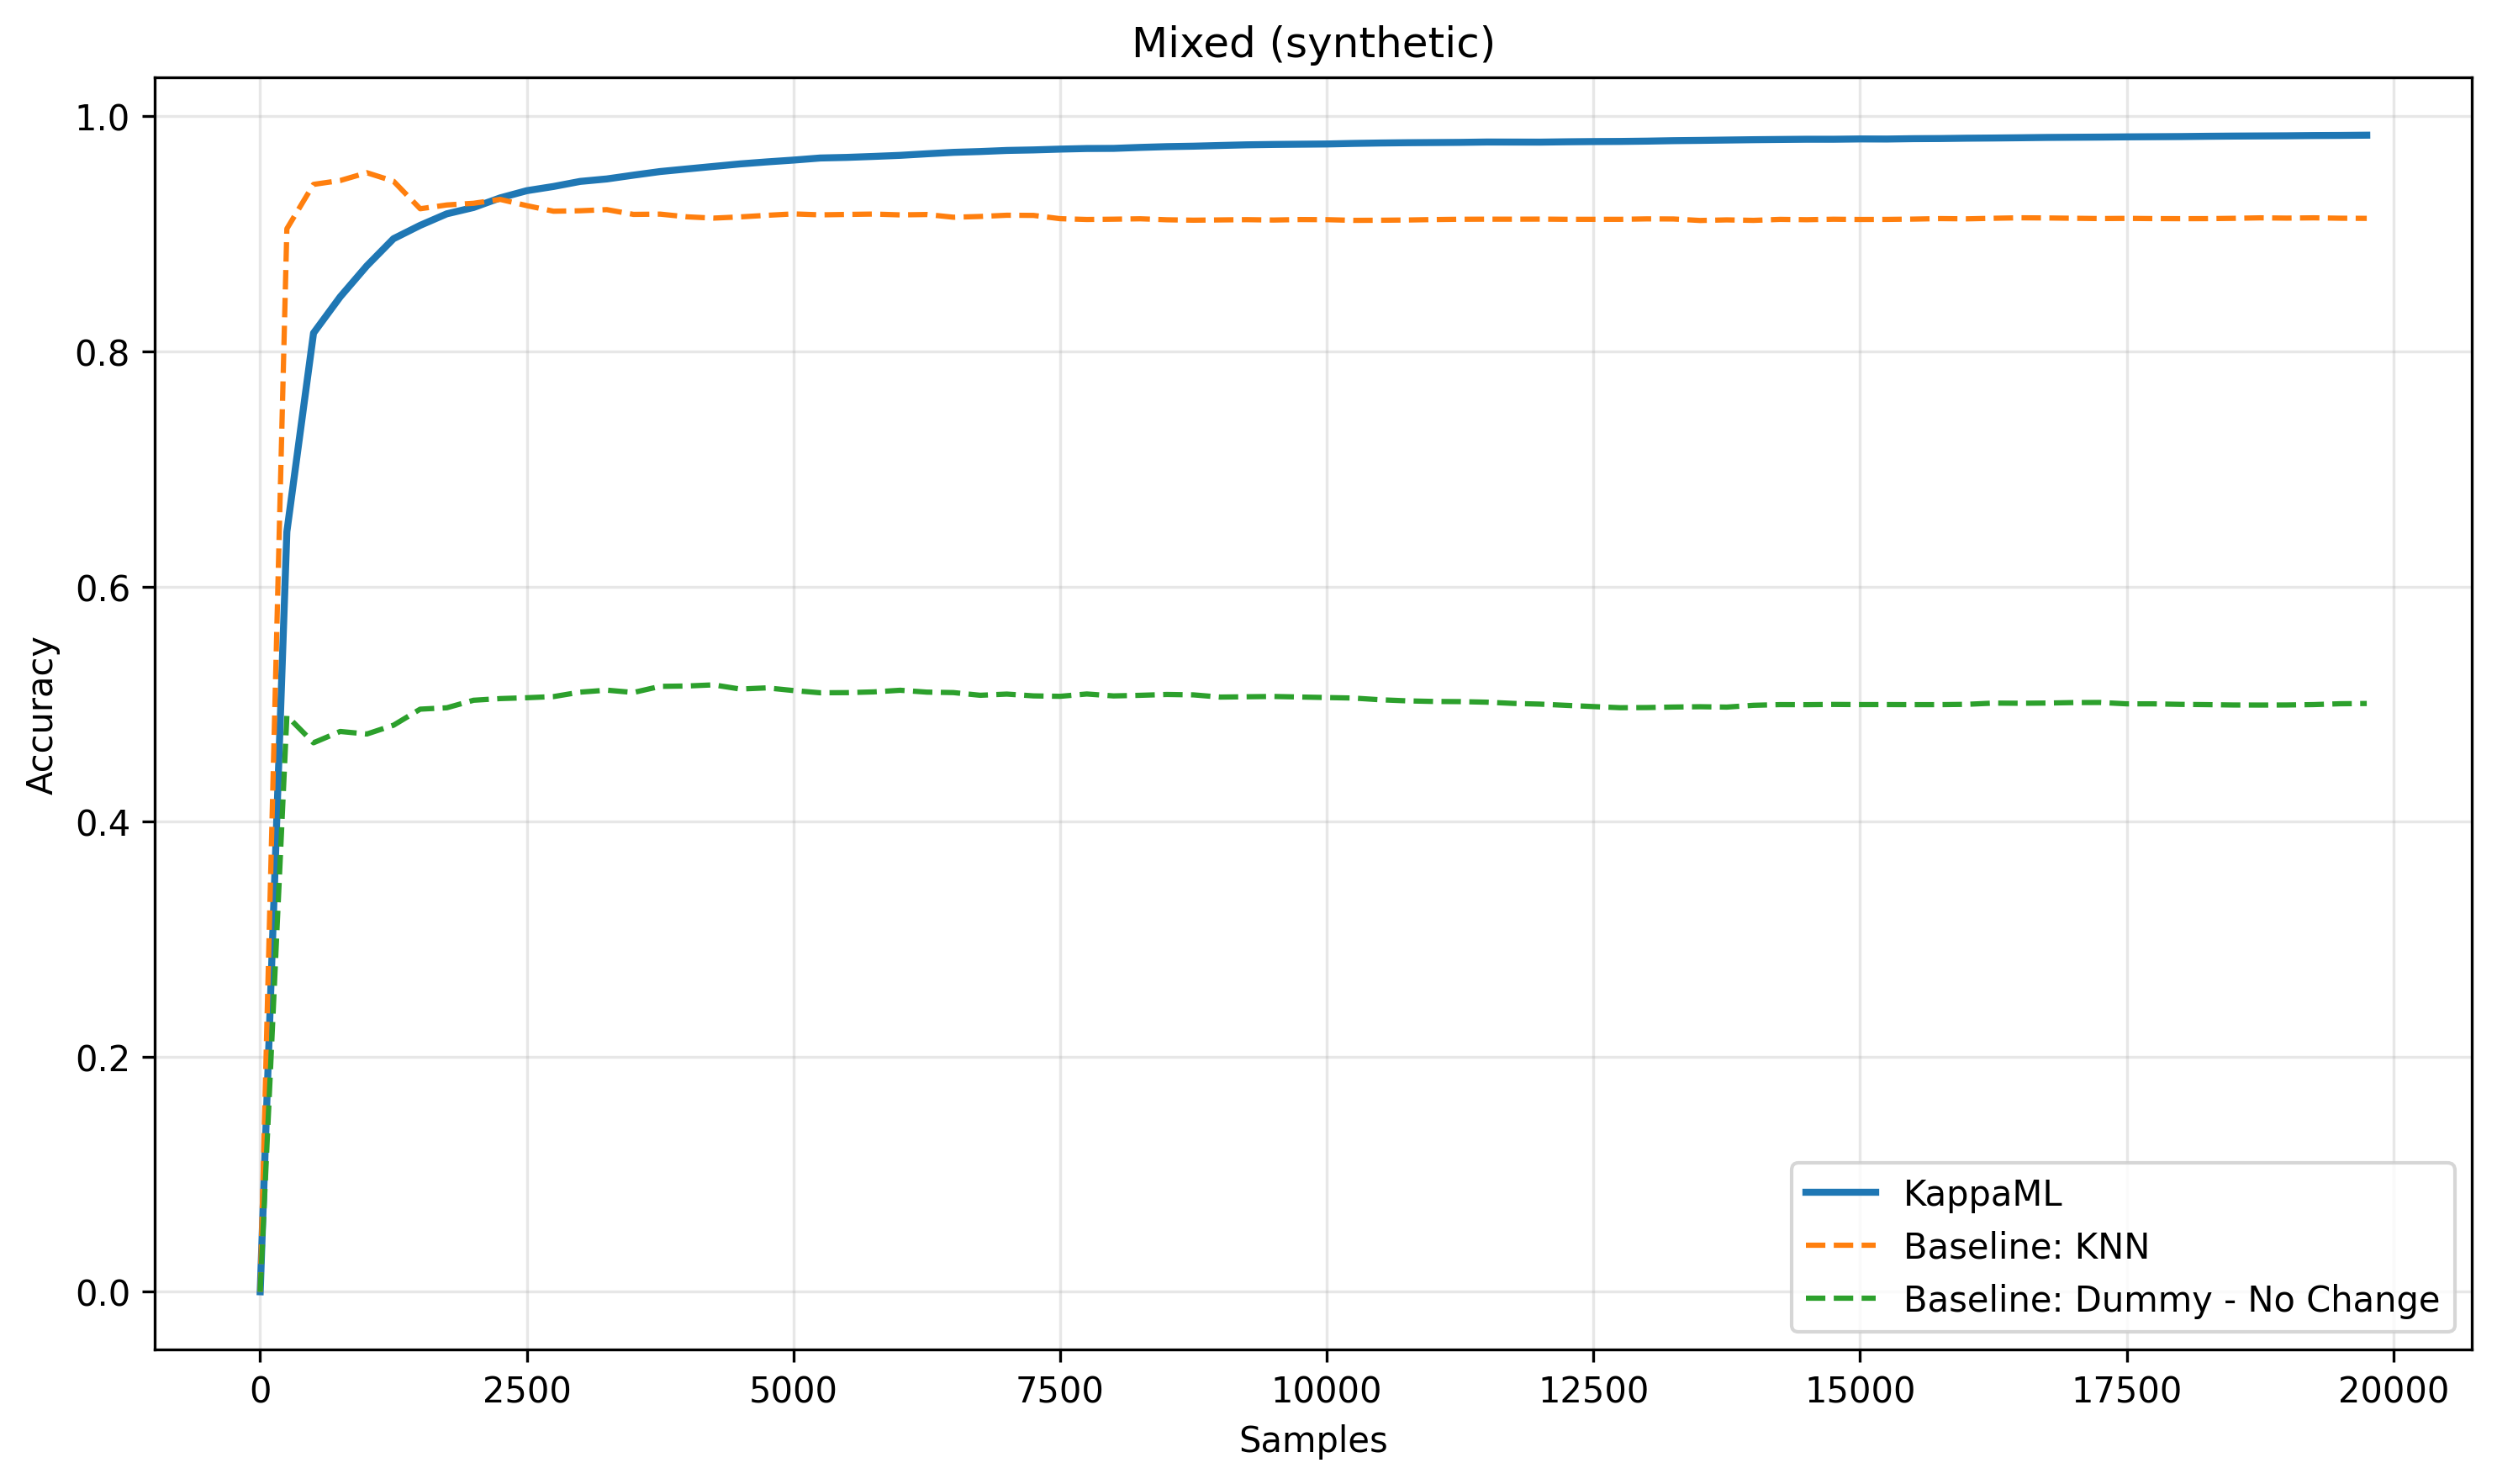 Mixed (synthetic)
1.0
0.8
0.6
0.4
0.2
0.0
Accuracy
0 2500 5000 7500 10000 12500 15000 17500 20000
Samples
KappaML
Baseline: KNN
Baseline: Dummy - No Change